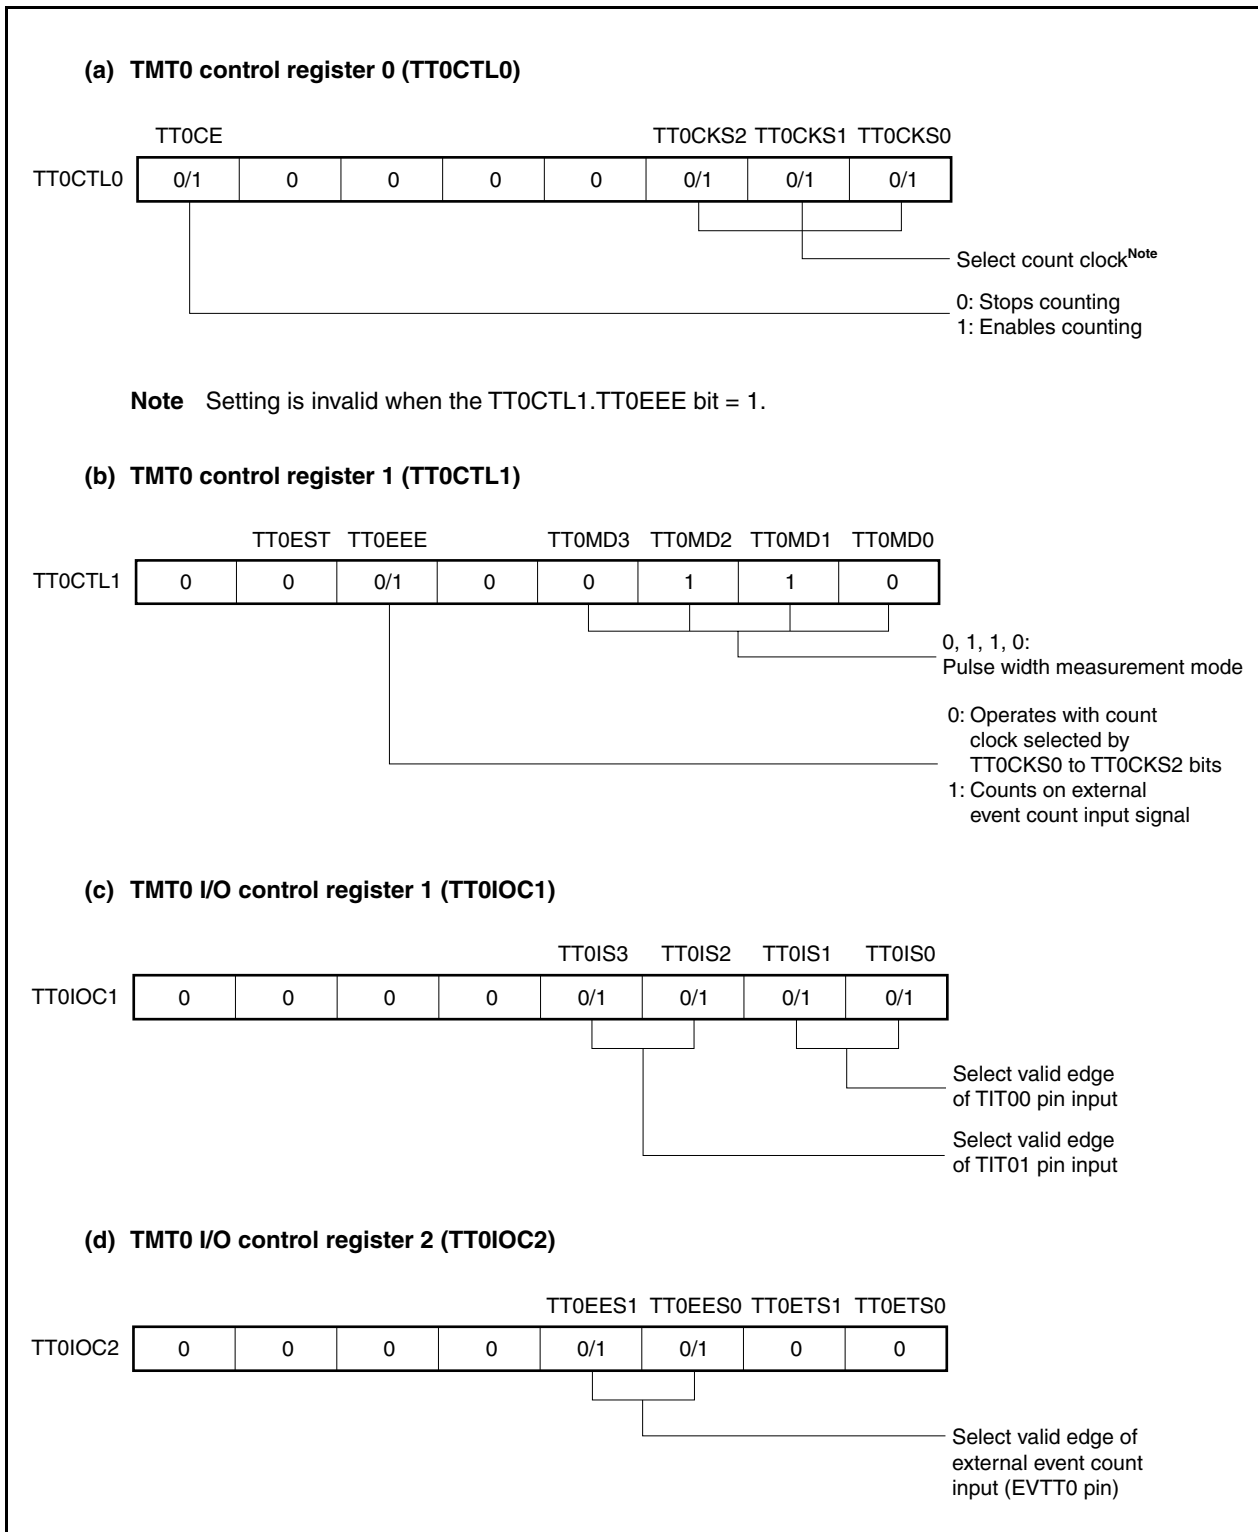 (a) TMT0 control register 0 (TT0CTL0)
TT0CE TT0CKS2 TT0CKS1 TT0CKS0
TT0CTL0 0/1 0 0 0 0 0/1 0/1 0/1
Select count clockNote
0: Stops counting
1: Enables counting
Note Setting is invalid when the TT0CTL1.TT0EEE bit = 1.
(b) TMT0 control register 1 (TT0CTL1)
TT0EST TT0EEE TT0MD3 TT0MD2 TT0MD1 TT0MD0
TT0CTL1 0 0 0/1 0 0 1 1 0
0, 1, 1, 0:
Pulse width measurement mode
0: Operates with count
clock selected by
TT0CKS0 to TT0CKS2 bits
1: Counts on external
event count input signal
(c) TMT0 I/O control register 1 (TT0IOC1)
TT0IS3 TT0IS2 TT0IS1 TT0IS0
TT0IOC1 0 0 0 0 0/1 0/1 0/1 0/1
Select valid edge
of TIT00 pin input
Select valid edge
of TIT01 pin input
(d) TMT0 I/O control register 2 (TT0IOC2)
TT0EES1 TT0EES0 TT0ETS1 TT0ETS0
TT0IOC2 0 0 0 0 0/1 0/1 0 0
Select valid edge of
external event count
input (EVTT0 pin)